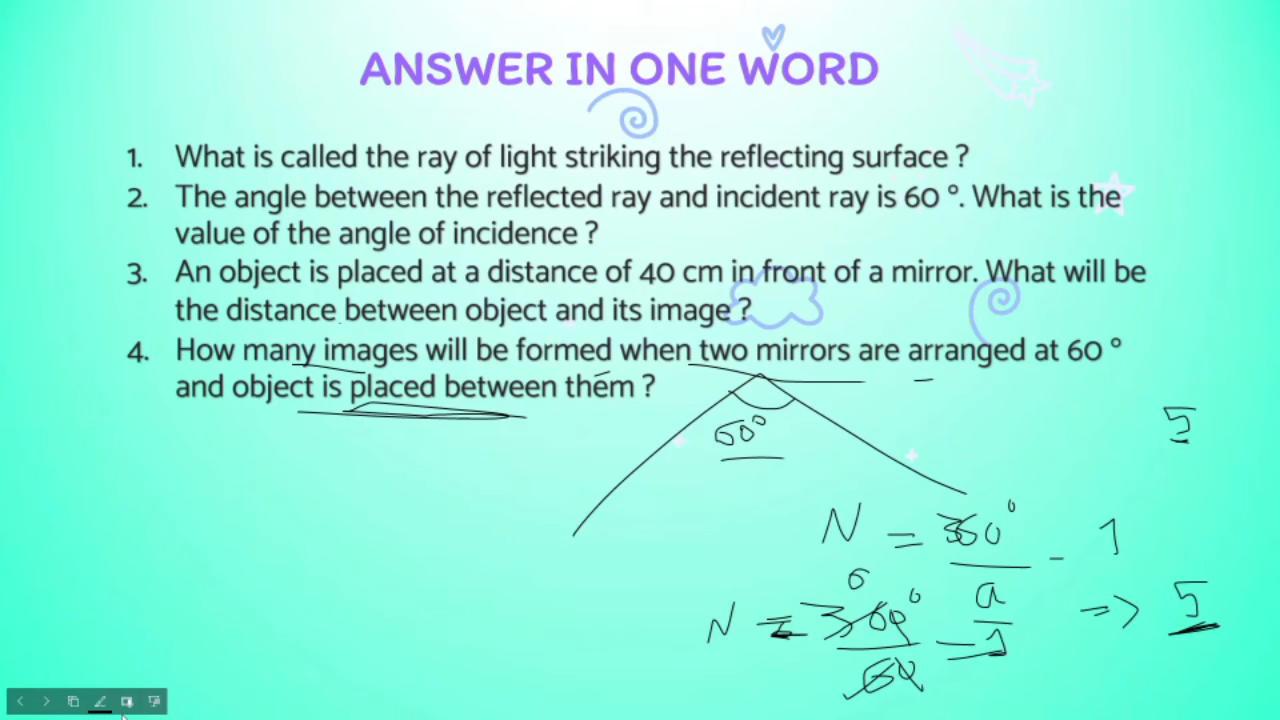 ANSWER IN ONE WORD
1. What is called the ray of light striking the reflecting surface ?
2. The angle between the reflected ray and incident ray is 60 °. What is the
value of the angle of incidence ?
3. An object is placed at a distance of 40 cm in front of a mirror. What will be
the distance between object and its image ?
4. How many images will be formed when two mirrors are arranged at 60 °
and object is placed between them ?
60°
5
N = 360° / a - 1
6
N = 360° / 60 - 1 => 5